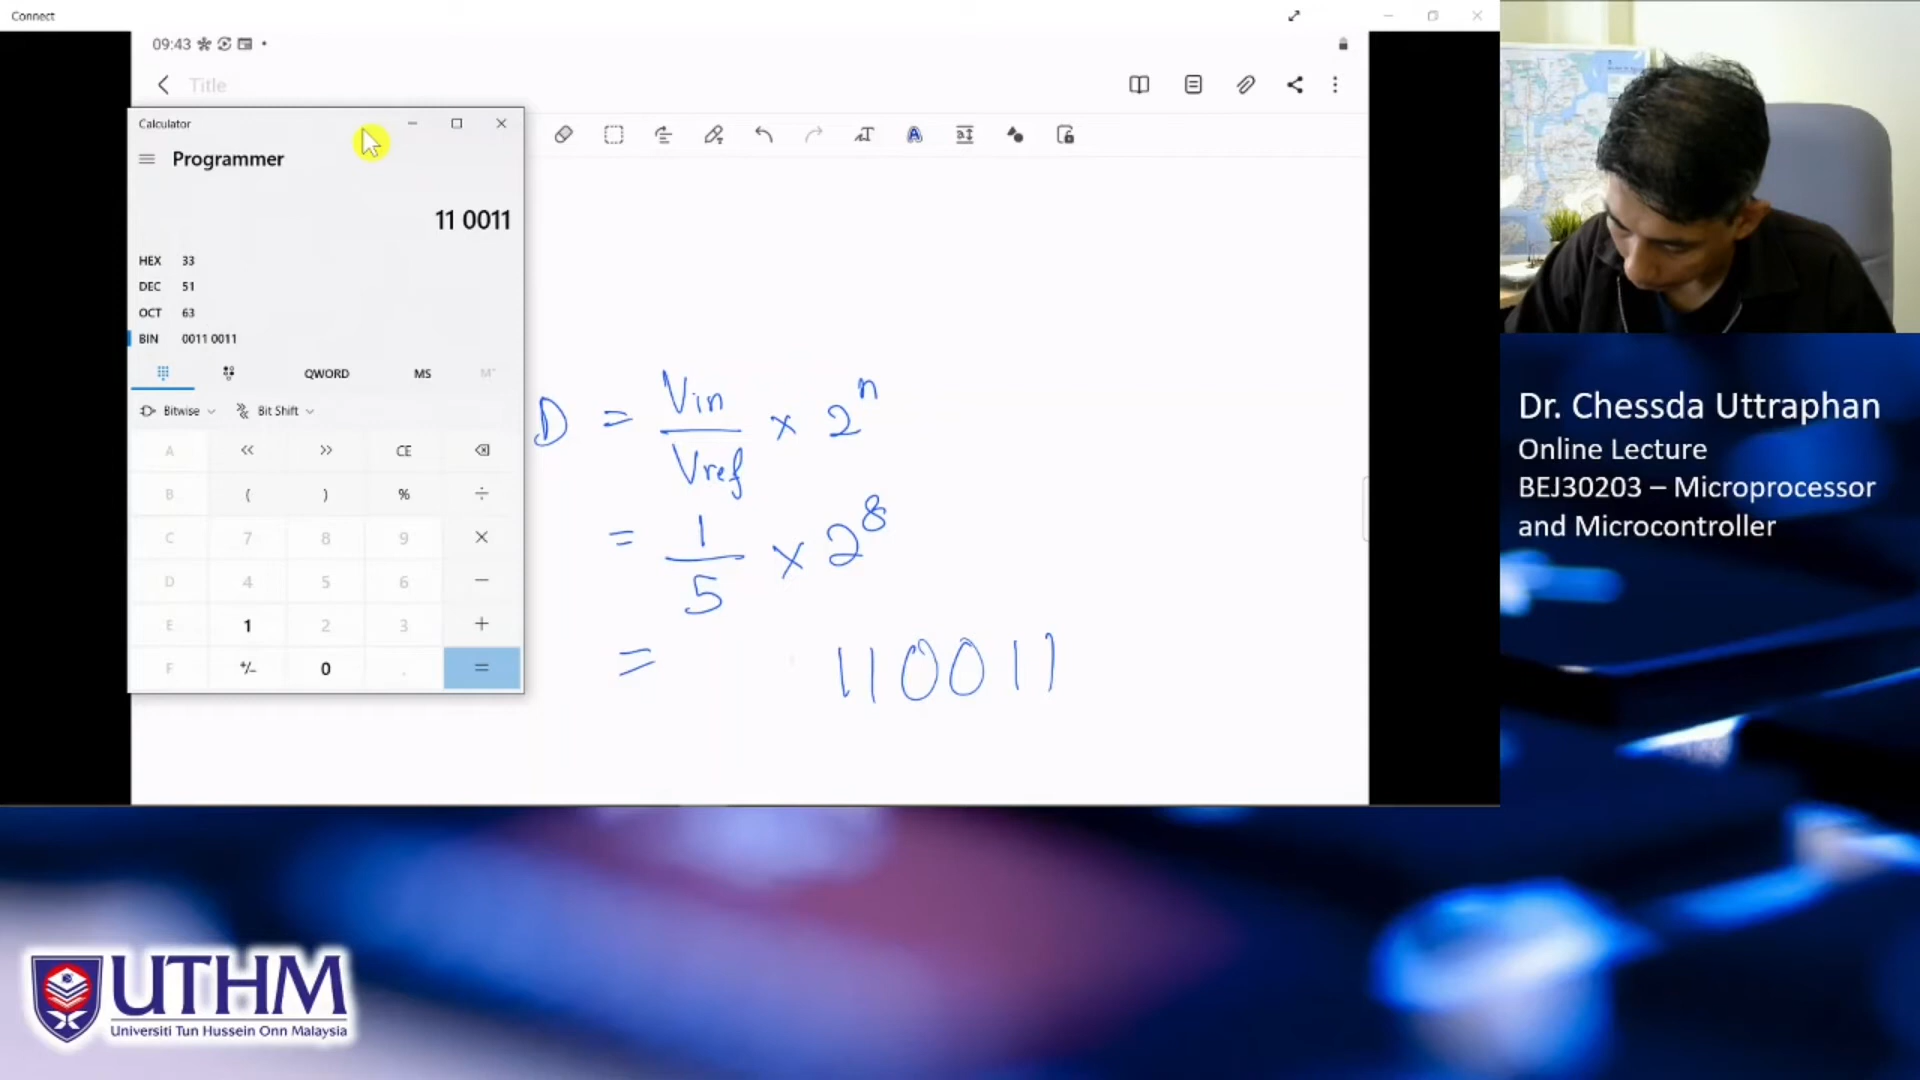 Connect
09:43
Title
Calculator
Programmer
11 0011
HEX 33
DEC 51
OCT 63
BIN 0011 0011
QWORD MS M˅
Bitwise Bit Shift
A << >> CE
B ( ) % ÷
C 7 8 9 ×
D 4 5 6 −
E 1 2 3 +
F +/- 0 . =
D = Vin / Vref × 2^n
= 1 / 5 × 2^8
= 110011
Dr. Chessda Uttraphan
Online Lecture
BEJ30203 – Microprocessor
and Microcontroller
UTHM
Universiti Tun Hussein Onn Malaysia